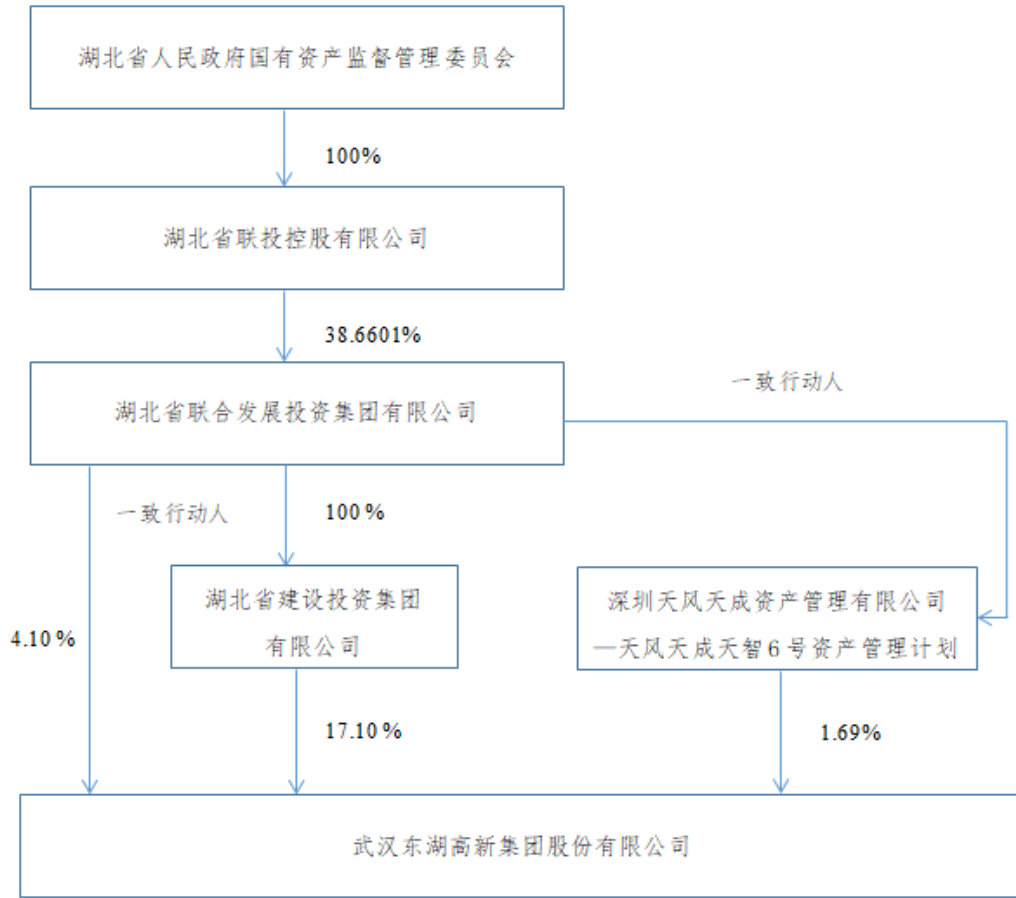 湖北省人民政府国有资产监督管理委员会
100%
湖北省联投控股有限公司
38.6601%
湖北省联合发展投资集团有限公司
一致行动人
一致行动人
100%
湖北省建设投资集团
有限公司
深圳天风天成资产管理有限公司
—天风天成天智6号资产管理计划
4.10%
17.10%
1.69%
武汉东湖高新集团股份有限公司